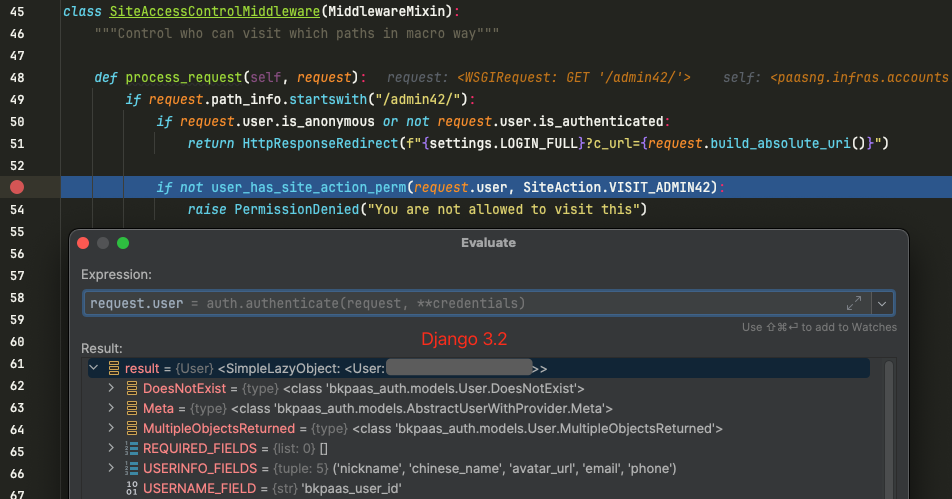 45 class SiteAccessControlMiddleware(MiddlewareMixin):
46 """Control who can visit which paths in macro way"""
47
48 def process_request(self, request): request: <WSGIRequest: GET '/admin42/'> self: <paasng.infras.accounts
49 if request.path_info.startswith("/admin42/"):
50 if request.user.is_anonymous or not request.user.is_authenticated:
51 return HttpResponseRedirect(f"{settings.LOGIN_FULL}?c_url={request.build_absolute_uri()}")
52
if not user_has_site_action_perm(request.user, SiteAction.VISIT_ADMIN42):
54 raise PermissionDenied("You are not allowed to visit this")
55
56 Evaluate
57 Expression:
58 request.user = auth.authenticate(request, **credentials)
59 Use ⇧⌘⏎ to add to Watches
60 Django 3.2
Result:
61 result = {User} <SimpleLazyObject: <User: >>
62 DoesNotExist = {type} <class 'bkpaas_auth.models.User.DoesNotExist'>
63 Meta = {type} <class 'bkpaas_auth.models.AbstractUserWithProvider.Meta'>
64 MultipleObjectsReturned = {type} <class 'bkpaas_auth.models.User.MultipleObjectsReturned'>
65 REQUIRED_FIELDS = {list: 0} []
66 USERINFO_FIELDS = {tuple: 5} ('nickname', 'chinese_name', 'avatar_url', 'email', 'phone')
67 USERNAME_FIELD = {str} 'bkpaas_user_id'